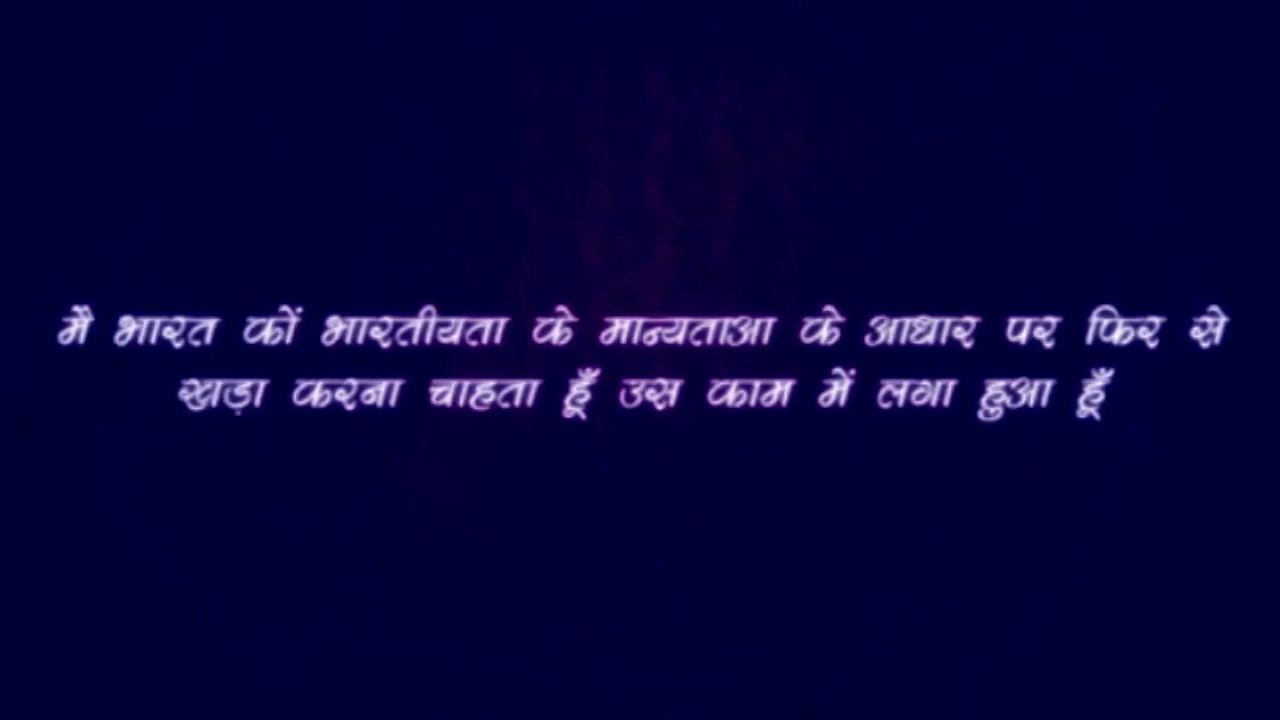 मै भारत कों भारतीयता के मान्यताआ के आधार पर फिर से
खड़ा करना चाहता हूँ उस काम में लगा हुआ हूँ